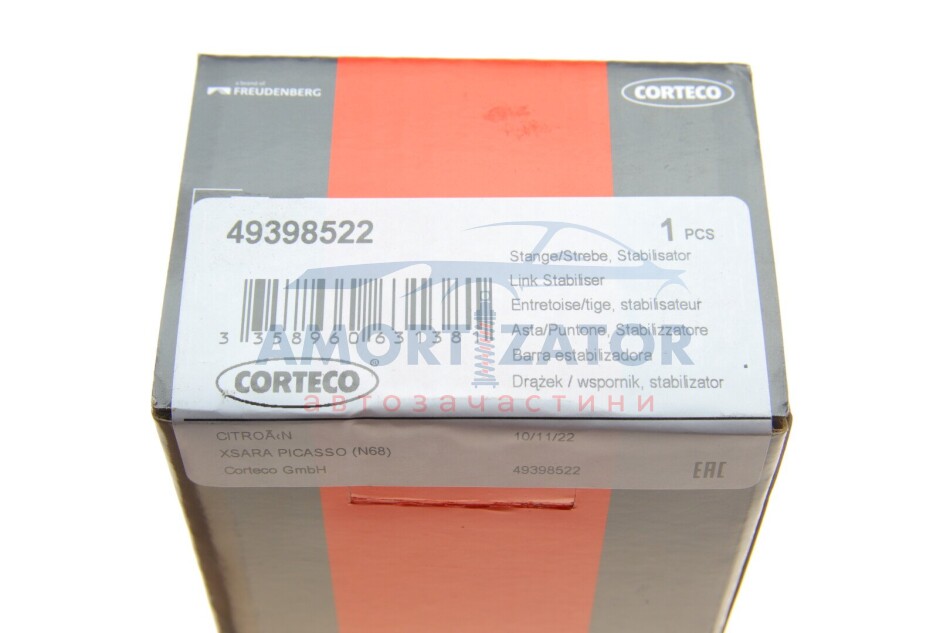 a brand of
FREUDENBERG
CORTECO®
49398522
1 PCS
Stange/Strebe, Stabilisator
Link Stabiliser
Entretoise/tige, stabilisateur
Asta/Puntone, Stabilizzatore
Barra estabilizadora
Drążek / wspornik, stabilizator
3 358960 631381
CORTECO®
AMORTIZATOR
автозачастини
CITROÃ‹N
10/11/22
XSARA PICASSO (N68)
Corteco GmbH
49398522
EAC